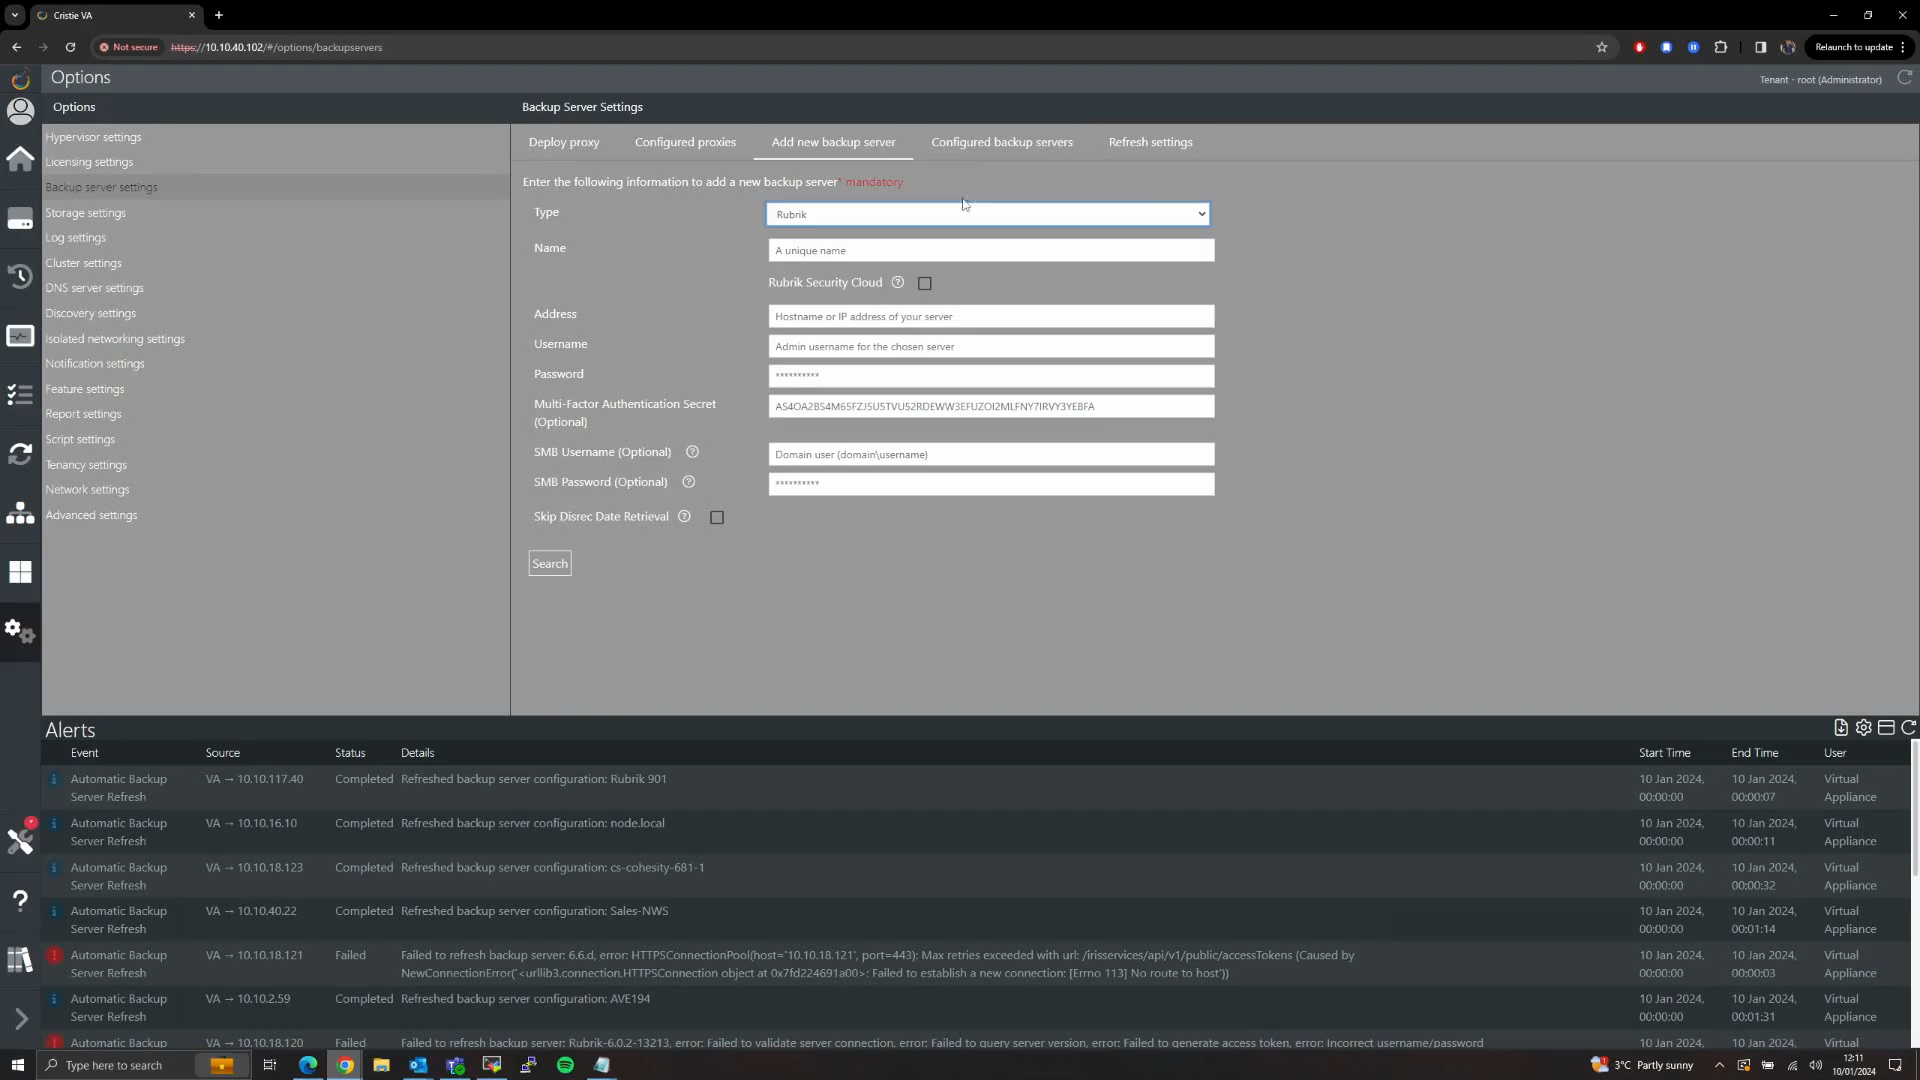 Cristie VA
Not secure https://10.10.40.102/#/options/backupservers
Relaunch to update
Options
Tenant - root (Administrator)
Options
Hypervisor settings
Licensing settings
Backup server settings
Storage settings
Log settings
Cluster settings
DNS server settings
Discovery settings
Isolated networking settings
Notification settings
Feature settings
Report settings
Script settings
Tenancy settings
Network settings
Advanced settings
Backup Server Settings
Deploy proxy Configured proxies Add new backup server Configured backup servers Refresh settings
Enter the following information to add a new backup server* mandatory
Type Rubrik
Name A unique name
Rubrik Security Cloud ?
Address Hostname or IP address of your server
Username Admin username for the chosen server
Password **********
Multi-Factor Authentication Secret AS4OA2BS4M65FZJ5U5TVU52RDEWW3EFUZOI2MLFNY7IRVY3YEBFA
(Optional)
SMB Username (Optional) ? Domain user (domain\username)
SMB Password (Optional) ? **********
Skip Disrec Date Retrieval ?
Search
Alerts
Event Source Status Details Start Time End Time User
Automatic Backup VA → 10.10.117.40 Completed Refreshed backup server configuration: Rubrik 901 10 Jan 2024, 10 Jan 2024, Virtual
Server Refresh 00:00:00 00:00:07 Appliance
Automatic Backup VA → 10.10.16.10 Completed Refreshed backup server configuration: node.local 10 Jan 2024, 10 Jan 2024, Virtual
Server Refresh 00:00:00 00:00:11 Appliance
Automatic Backup VA → 10.10.18.123 Completed Refreshed backup server configuration: cs-cohesity-681-1 10 Jan 2024, 10 Jan 2024, Virtual
Server Refresh 00:00:00 00:00:32 Appliance
Automatic Backup VA → 10.10.40.22 Completed Refreshed backup server configuration: Sales-NWS 10 Jan 2024, 10 Jan 2024, Virtual
Server Refresh 00:00:00 00:01:14 Appliance
Automatic Backup VA → 10.10.18.121 Failed Failed to refresh backup server: 6.6.d, error: HTTPSConnectionPool(host='10.10.18.121', port=443): Max retries exceeded with url: /irisservices/api/v1/public/accessTokens (Caused by 10 Jan 2024, 10 Jan 2024, Virtual
Server Refresh NewConnectionError('<urllib3.connection.HTTPSConnection object at 0x7fd224691a00>: Failed to establish a new connection: [Errno 113] No route to host')) 00:00:00 00:00:03 Appliance
Automatic Backup VA → 10.10.2.59 Completed Refreshed backup server configuration: AVE194 10 Jan 2024, 10 Jan 2024, Virtual
Server Refresh 00:00:00 00:01:31 Appliance
Automatic Backup VA → 10.10.18.120 Failed Failed to refresh backup server: Rubrik-6.0.2-13213, error: Failed to validate server connection, error: Failed to query server version, error: Failed to generate access token, error: Incorrect username/password 10 Jan 2024, 10 Jan 2024, Virtual
Type here to search
3°C Partly sunny
12:11
10/01/2024